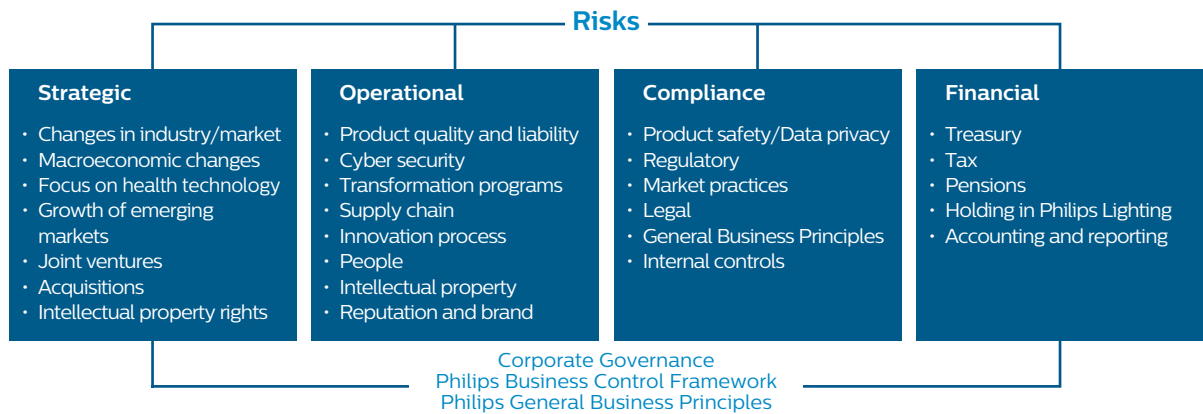 Risks
Strategic
· Changes in industry/market
· Macroeconomic changes
· Focus on health technology
· Growth of emerging
markets
· Joint ventures
· Acquisitions
· Intellectual property rights
Operational
· Product quality and liability
· Cyber security
· Transformation programs
· Supply chain
· Innovation process
· People
· Intellectual property
· Reputation and brand
Compliance
· Product safety/Data privacy
· Regulatory
· Market practices
· Legal
· General Business Principles
· Internal controls
Financial
· Treasury
· Tax
· Pensions
· Holding in Philips Lighting
· Accounting and reporting
Corporate Governance
Philips Business Control Framework
Philips General Business Principles